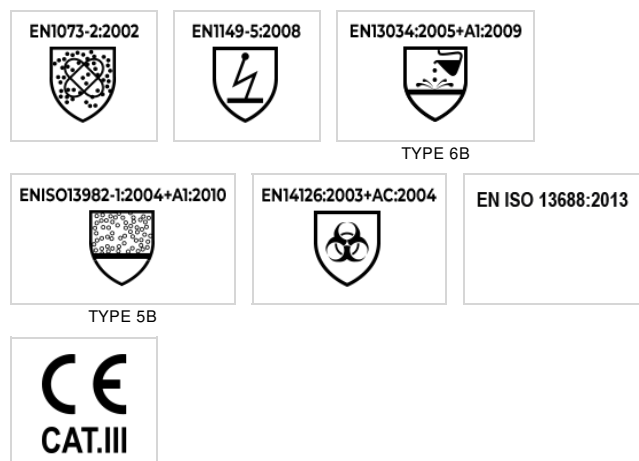 EN1073-2:2002
EN1149-5:2008
EN13034:2005+A1:2009
TYPE 6B
ENISO13982-1:2004+A1:2010
EN14126:2003+AC:2004
EN ISO 13688:2013
TYPE 5B
CE
CAT.III